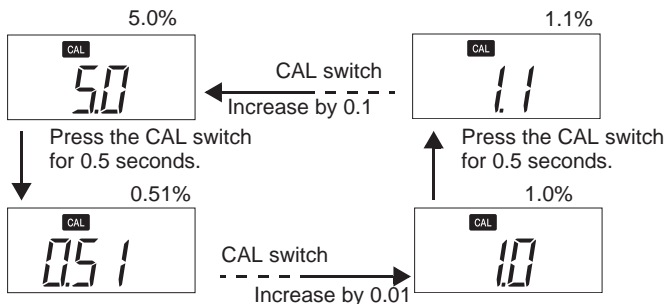 5.0%
CAL
5.0
1.1%
CAL
1.1
CAL switch
Increase by 0.1
Press the CAL switch
for 0.5 seconds.
Press the CAL switch
for 0.5 seconds.
0.51%
CAL
0.51
CAL switch
Increase by 0.01
1.0%
CAL
1.0